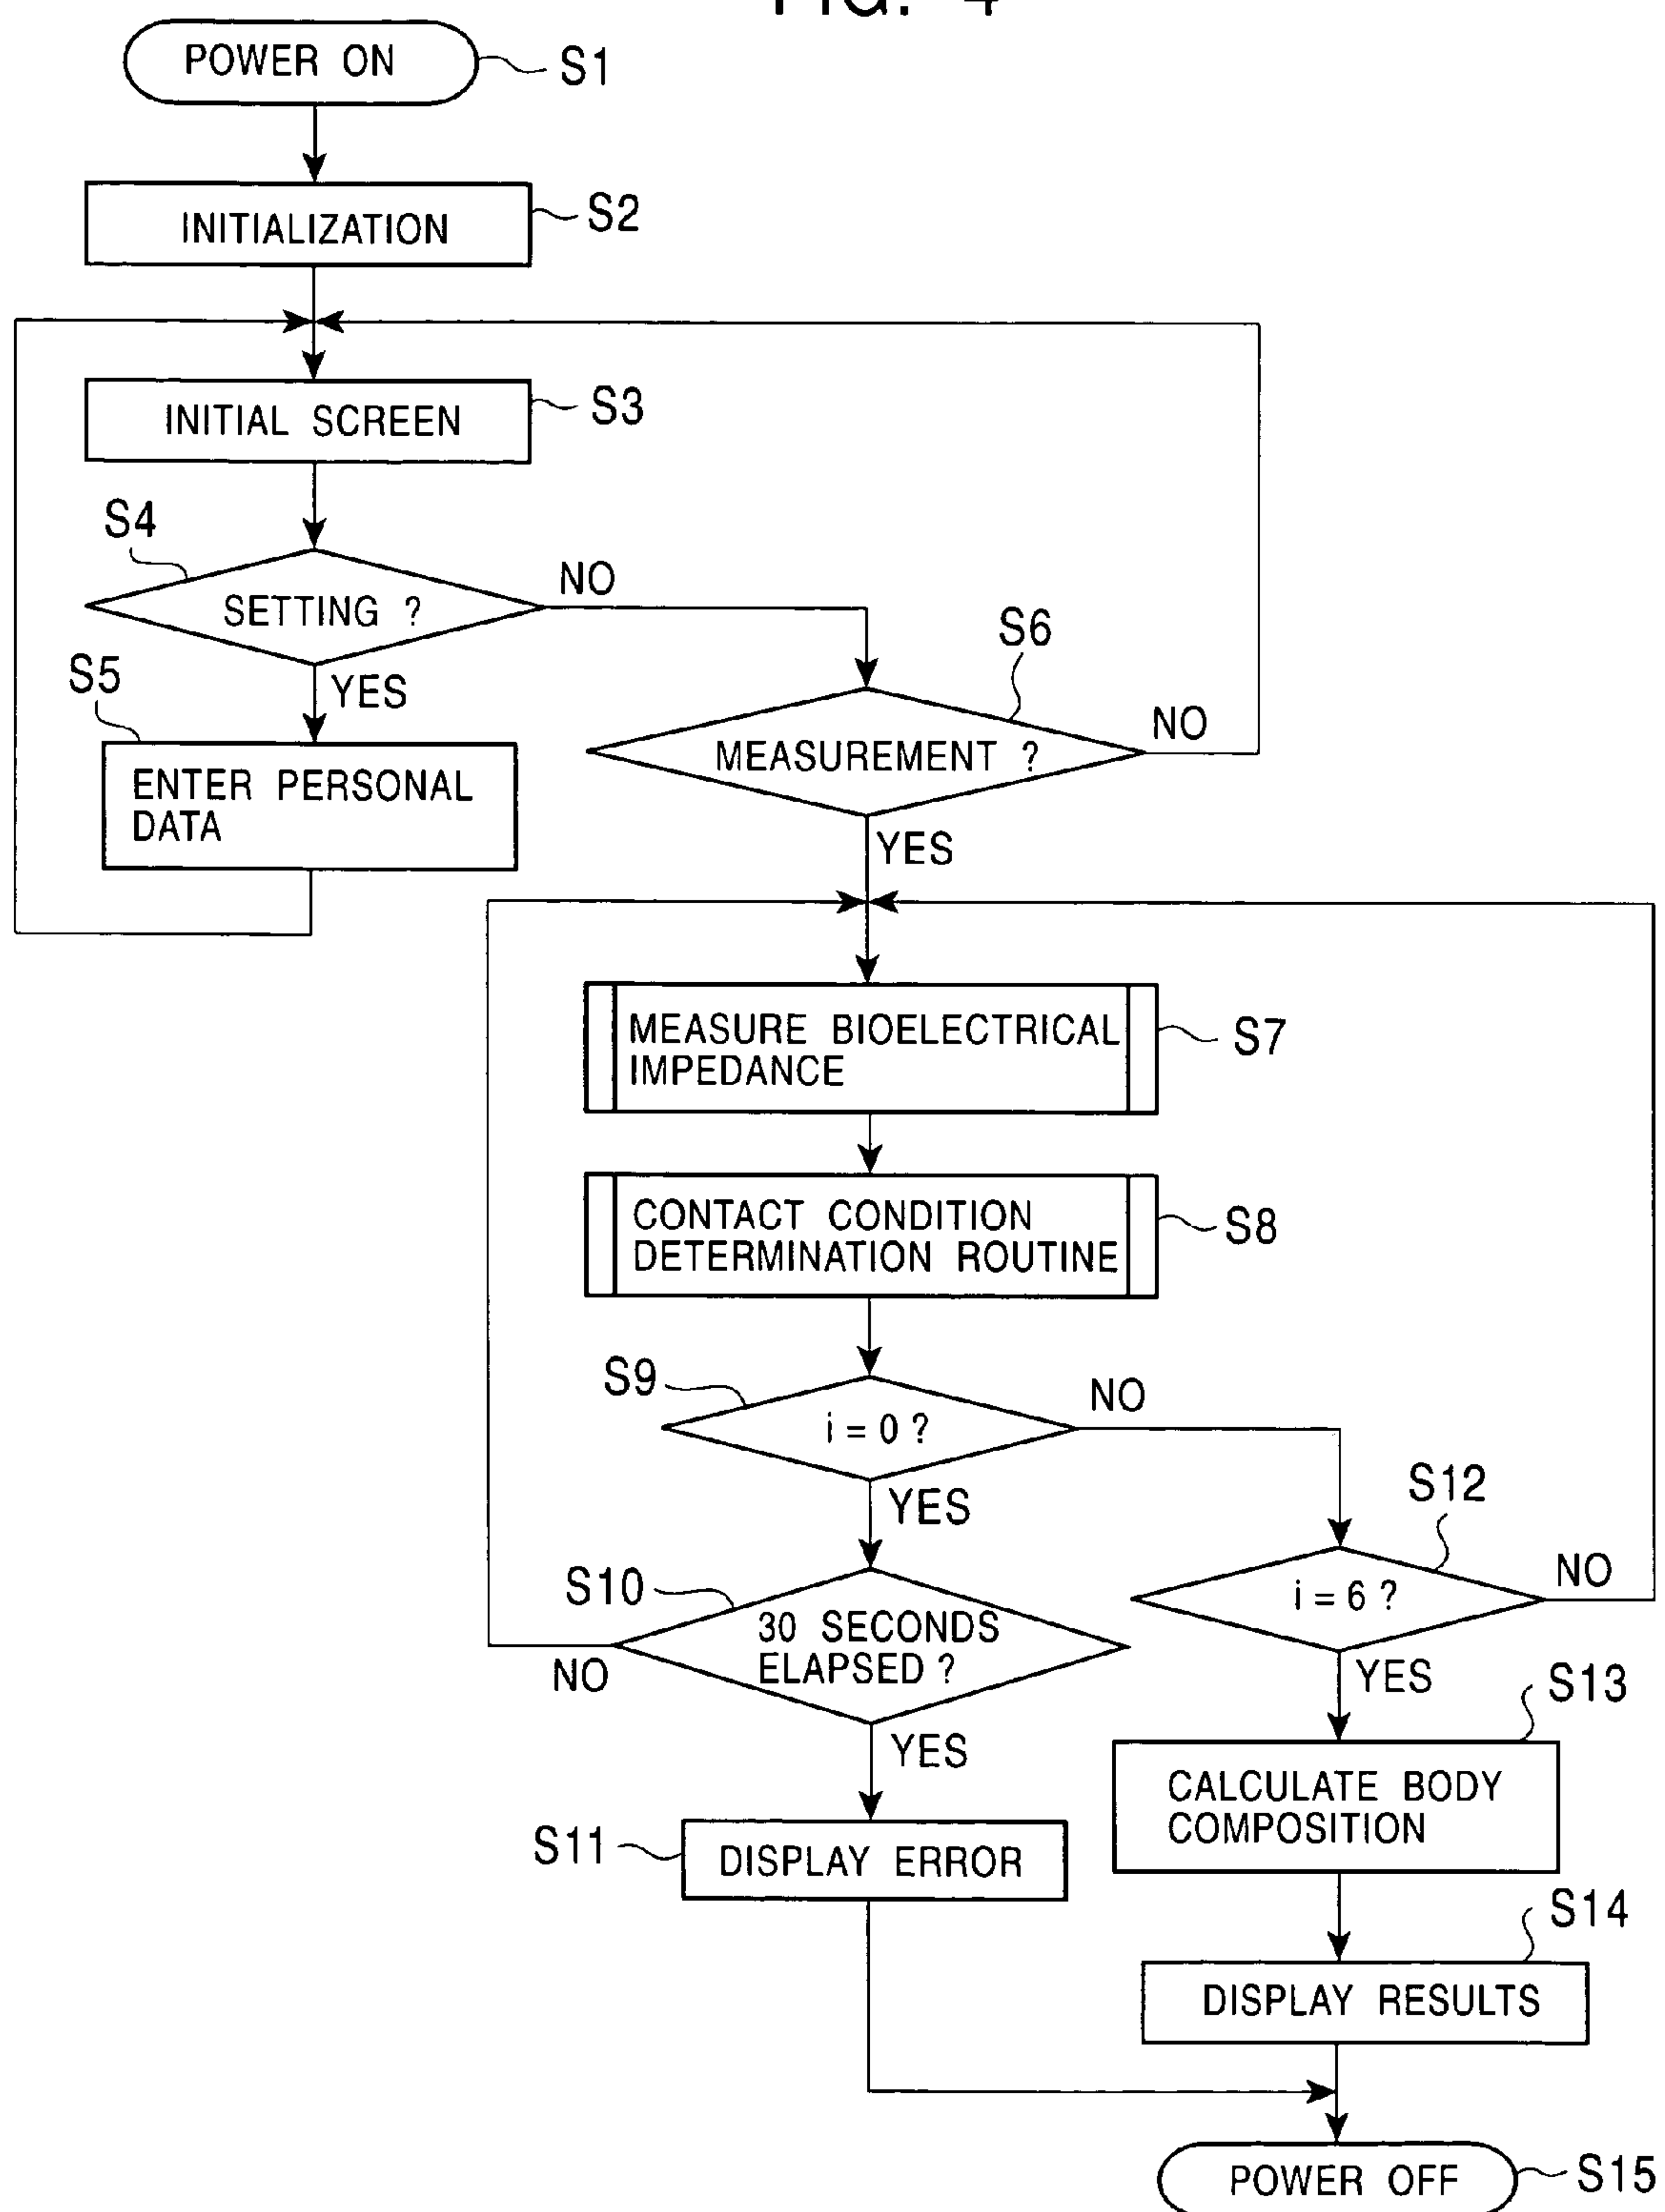 FIG. 4
POWER ON
S1
INITIALIZATION
S2
INITIAL SCREEN
S3
S4
SETTING ?
NO
YES
S5
ENTER PERSONAL
DATA
S6
MEASUREMENT ?
NO
YES
MEASURE BIOELECTRICAL
IMPEDANCE
S7
CONTACT CONDITION
DETERMINATION ROUTINE
S8
S9
i = 0 ?
NO
YES
S10
30 SECONDS
ELAPSED ?
NO
YES
S11
DISPLAY ERROR
S12
i = 6 ?
NO
YES
S13
CALCULATE BODY
COMPOSITION
S14
DISPLAY RESULTS
POWER OFF
S15